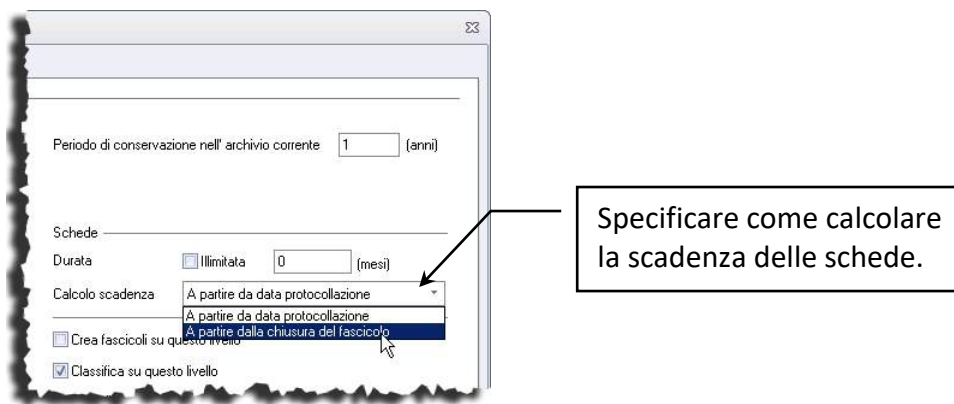 Periodo di conservazione nell' archivio corrente 1 (anni)
Schede
Durata Illimitata 0 (mesi)
Calcolo scadenza A partire da data protocollazione
A partire da data protocollazione
A partire dalla chiusura del fascicolo
Crea fascicoli su questo livello
Classifica su questo livello
Specificare come calcolare
la scadenza delle schede.